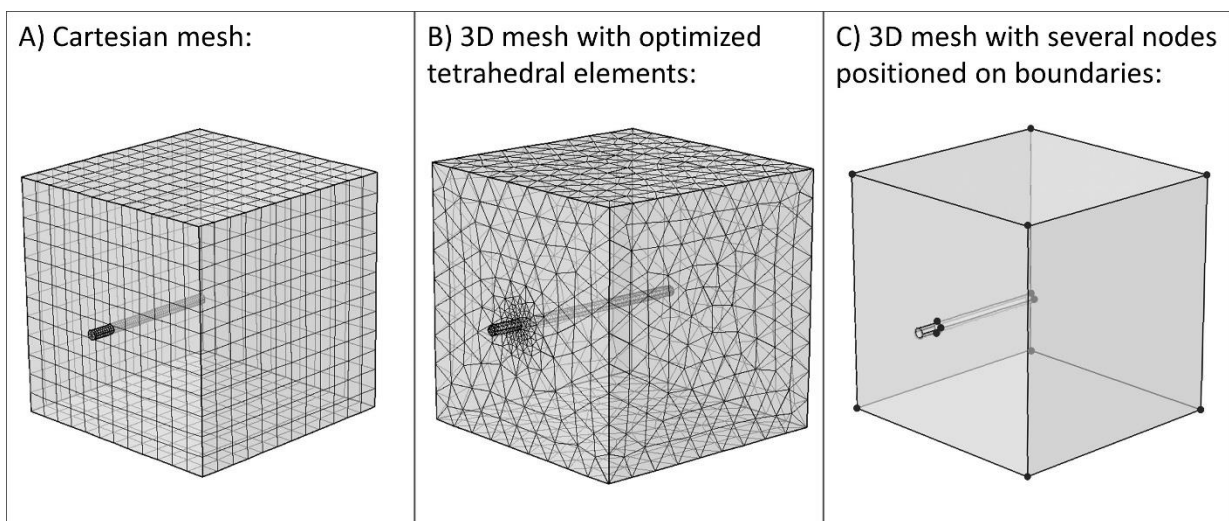 A) Cartesian mesh:
B) 3D mesh with optimized
tetrahedral elements:
C) 3D mesh with several nodes
positioned on boundaries: